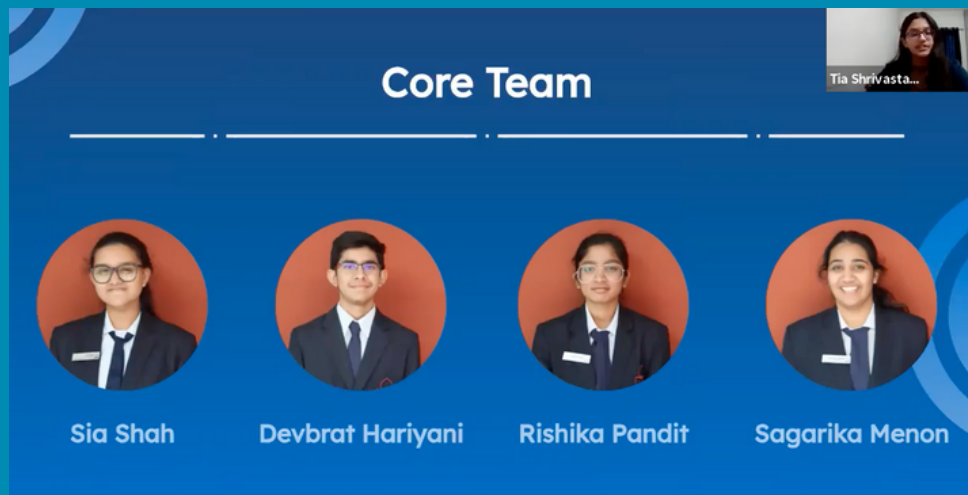 Core Team
Tia Shrivasta...
Sia Shah
Devbrat Hariyani
Rishika Pandit
Sagarika Menon